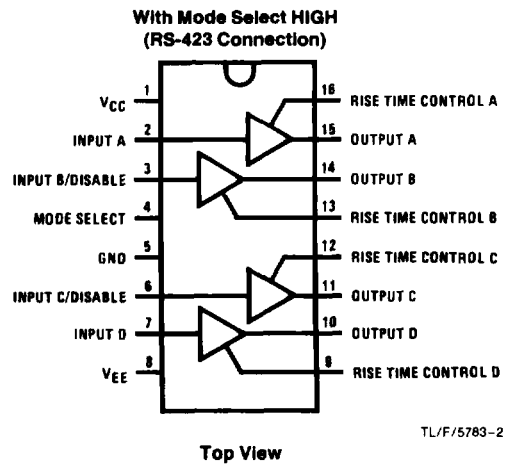 With Mode Select HIGH
(RS-423 Connection)
VCC 1 16 RISE TIME CONTROL A
INPUT A 2 15 OUTPUT A
INPUT B/DISABLE 3 14 OUTPUT B
MODE SELECT 4 13 RISE TIME CONTROL B
GND 5 12 RISE TIME CONTROL C
INPUT C/DISABLE 6 11 OUTPUT C
INPUT D 7 10 OUTPUT D
VEE 8 9 RISE TIME CONTROL D
TL/F/5783-2
Top View